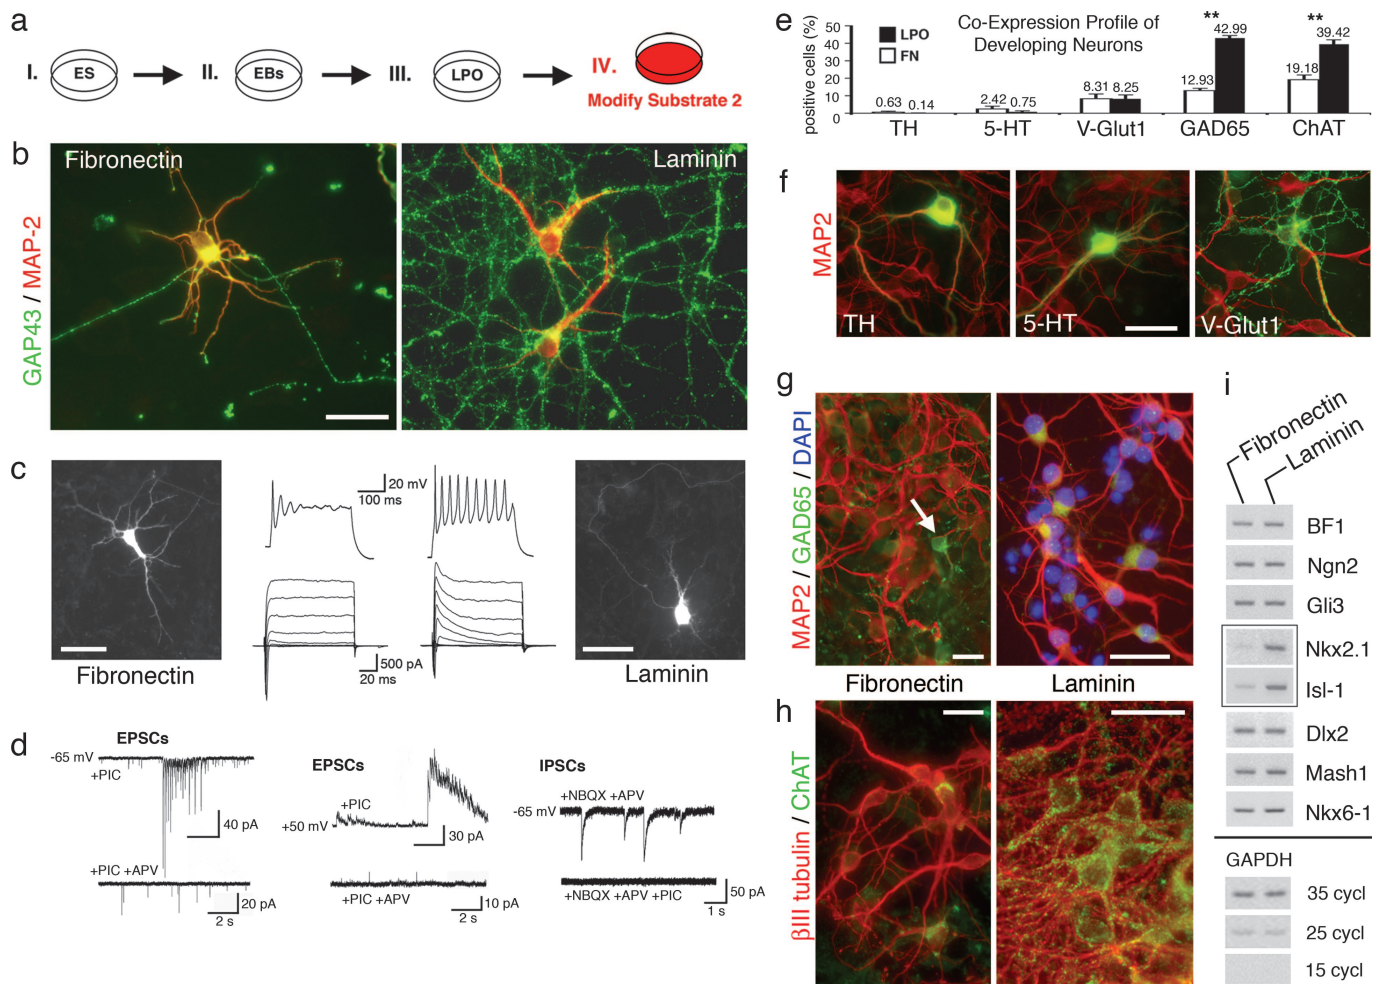 a
I.
ES
II.
EBs
III.
LPO
IV.
Modify Substrate 2
b
GAP43 / MAP-2
Fibronectin
Laminin
c
Fibronectin
20 mV
100 ms
500 pA
20 ms
Laminin
d
EPSCs
-65 mV
+PIC
40 pA
+PIC +APV
20 pA
2 s
EPSCs
+PIC
+50 mV
30 pA
+PIC +APV
10 pA
2 s
IPSCs
+NBQX +APV
-65 mV
+NBQX +APV +PIC
50 pA
1 s
e
Co-Expression Profile of
Developing Neurons
positive cells (%)
50
40
30
20
10
0
LPO
FN
0.63 0.14
2.42 0.75
8.31 8.25
12.93
**
42.99
19.18
**
39.42
TH
5-HT
V-Glut1
GAD65
ChAT
f
MAP2
TH
5-HT
V-Glut1
g
MAP2 / GAD65 / DAPI
Fibronectin
Laminin
h
βIII tubulin / ChAT
i
Fibronectin
Laminin
BF1
Ngn2
Gli3
Nkx2.1
Isl-1
Dlx2
Mash1
Nkx6-1
GAPDH
35 cycl
25 cycl
15 cycl